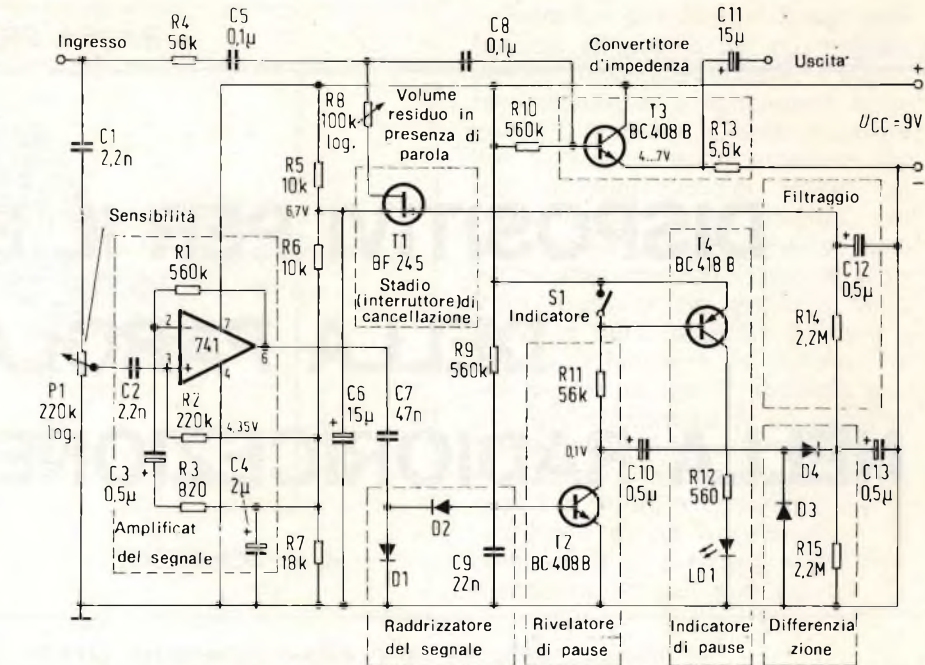 Ingresso
R4
56k
C5
0,1µ
C8
0,1µ
Convertitore
d'impedenza
C11
15µ
+
Uscita
+
C1
2,2n
R8
100k
log.
Volume
residuo in
presenza di
parola
R10
560k
T3
BC 408 B
4...7V
R13
5,6k
UCC = 9V
−
Sensibilità
R5
10k
6,7V
R6
10k
T1
BF 245
Stadio
(interruttore)di
cancellazione
Filtraggio
+
C12
0,5µ
R1
560k
2
3
−
+
741
7
4
6
T4
BC 418 B
S1
Indicatore
R14
2,2M
P1
220k
log.
C2
2,2n
R2
220k
4,35V
C6
15µ
+
C7
47n
R9
560k
R11
56k
C3
0,5µ
+
R3
820
C4
2µ
+
0,1V
+
C10
0,5µ
R12
560
D4
+
C13
0,5µ
D3
Amplificat
del segnale
R7
18k
D1
D2
C9
22n
T2
BC 408B
LD1
R15
2,2M
Raddrizzatore
del segnale
Rivelatore
di pause
Indicatore
di pause
Differenzia
zione